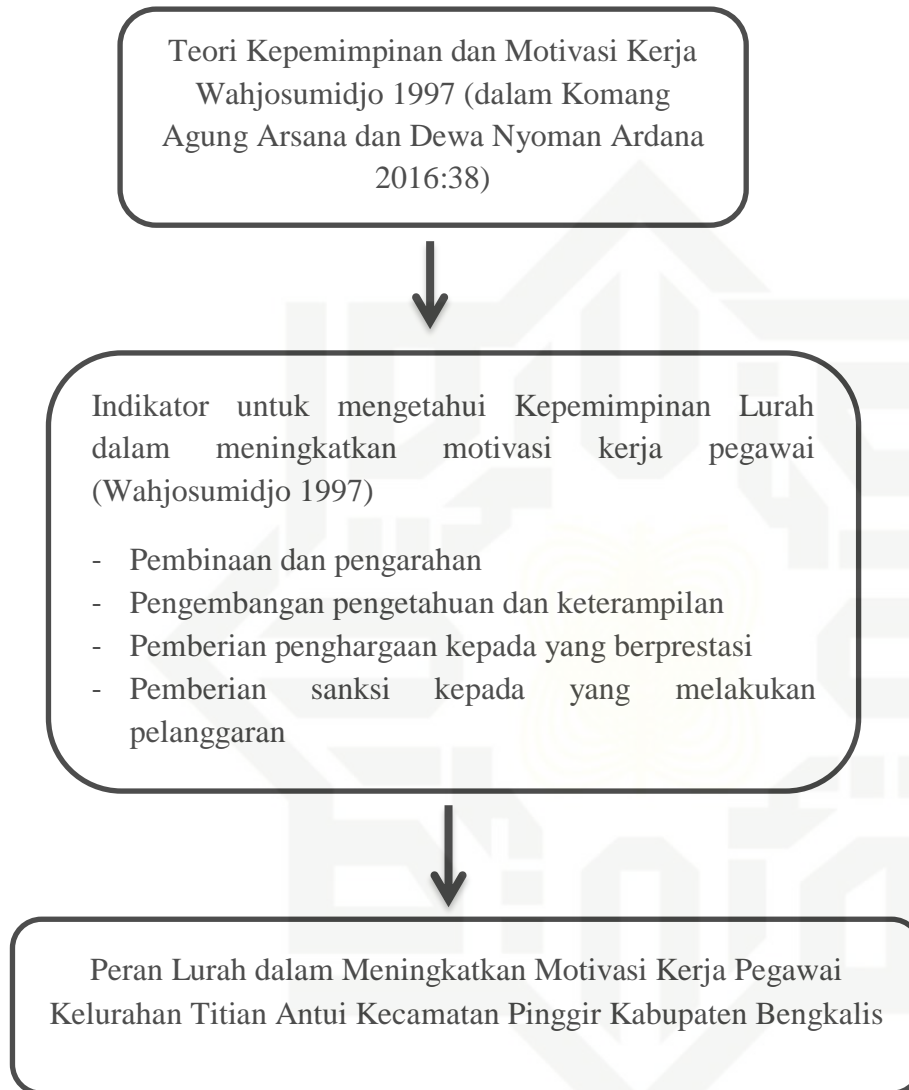 Teori Kepemimpinan dan Motivasi Kerja
Wahjosumidjo 1997 (dalam Komang
Agung Arsana dan Dewa Nyoman Ardana
2016:38)
Indikator untuk mengetahui Kepemimpinan Lurah
dalam meningkatkan motivasi kerja pegawai
(Wahjosumidjo 1997)
- Pembinaan dan pengarahan
- Pengembangan pengetahuan dan keterampilan
- Pemberian penghargaan kepada yang berprestasi
- Pemberian sanksi kepada yang melakukan
pelanggaran
Peran Lurah dalam Meningkatkan Motivasi Kerja Pegawai
Kelurahan Titian Antui Kecamatan Pinggir Kabupaten Bengkalis